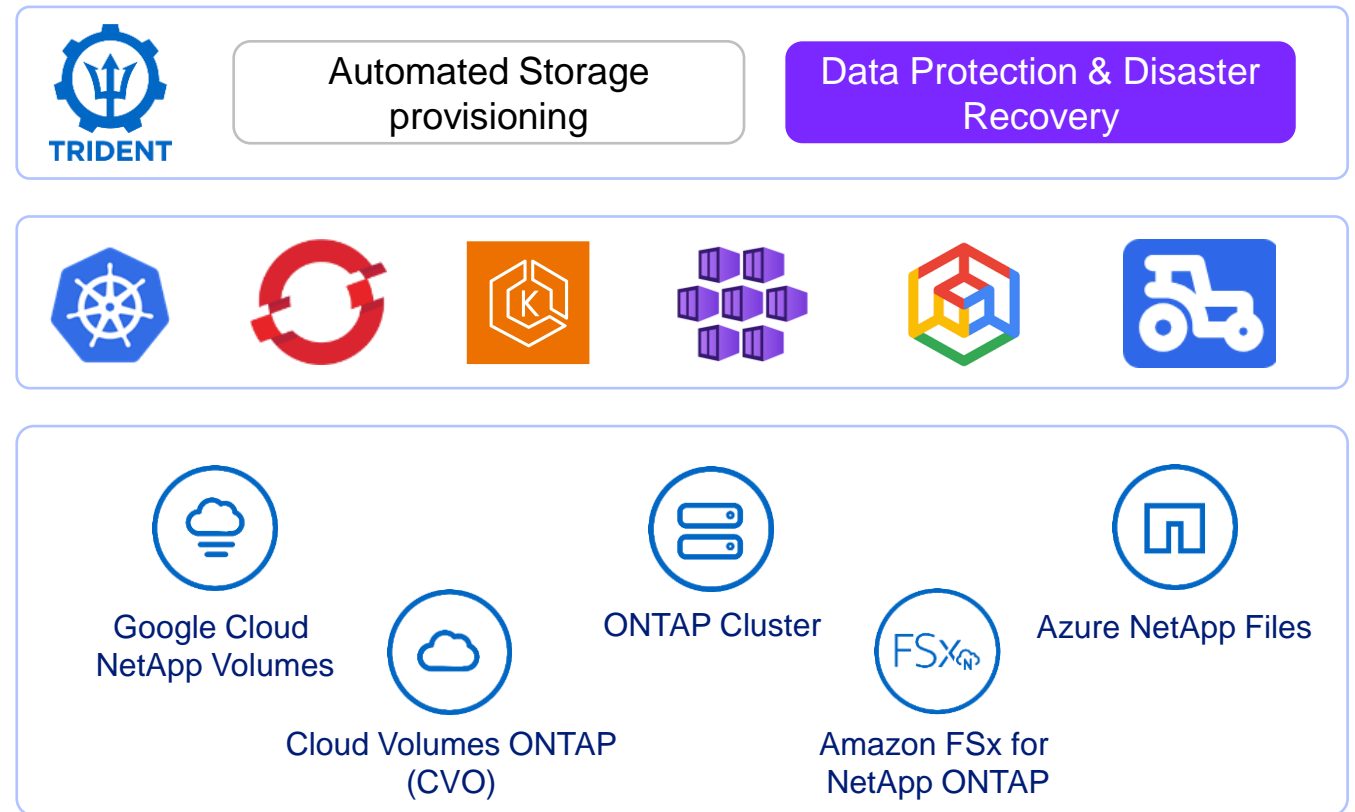 TRIDENT
Automated Storage
provisioning
Data Protection & Disaster
Recovery
K
Google Cloud
NetApp Volumes
Cloud Volumes ONTAP
(CVO)
ONTAP Cluster
FSx
N
Amazon FSx for
NetApp ONTAP
Azure NetApp Files